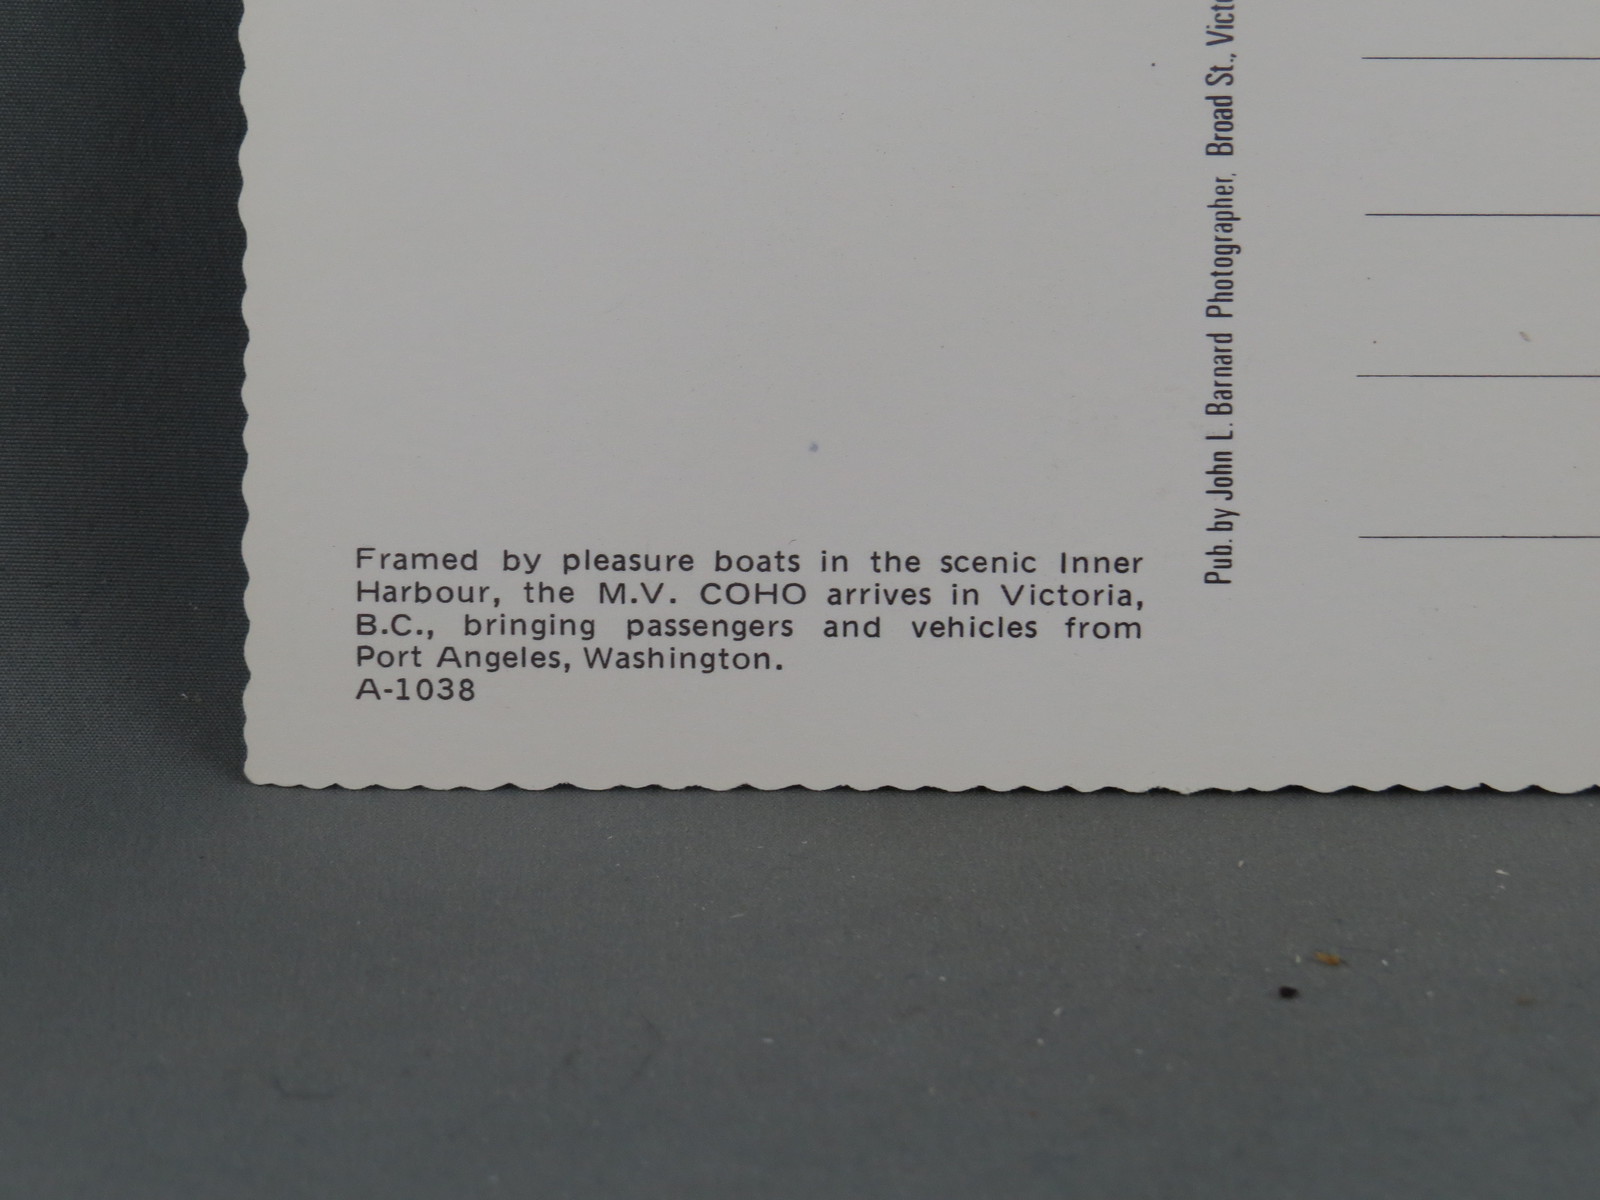 Framed by pleasure boats in the scenic Inner
Harbour, the M.V. COHO arrives in Victoria,
B.C., bringing passengers and vehicles from
Port Angeles, Washington.
A-1038
Pub. by John L. Barnard Photographer, Broad St.,